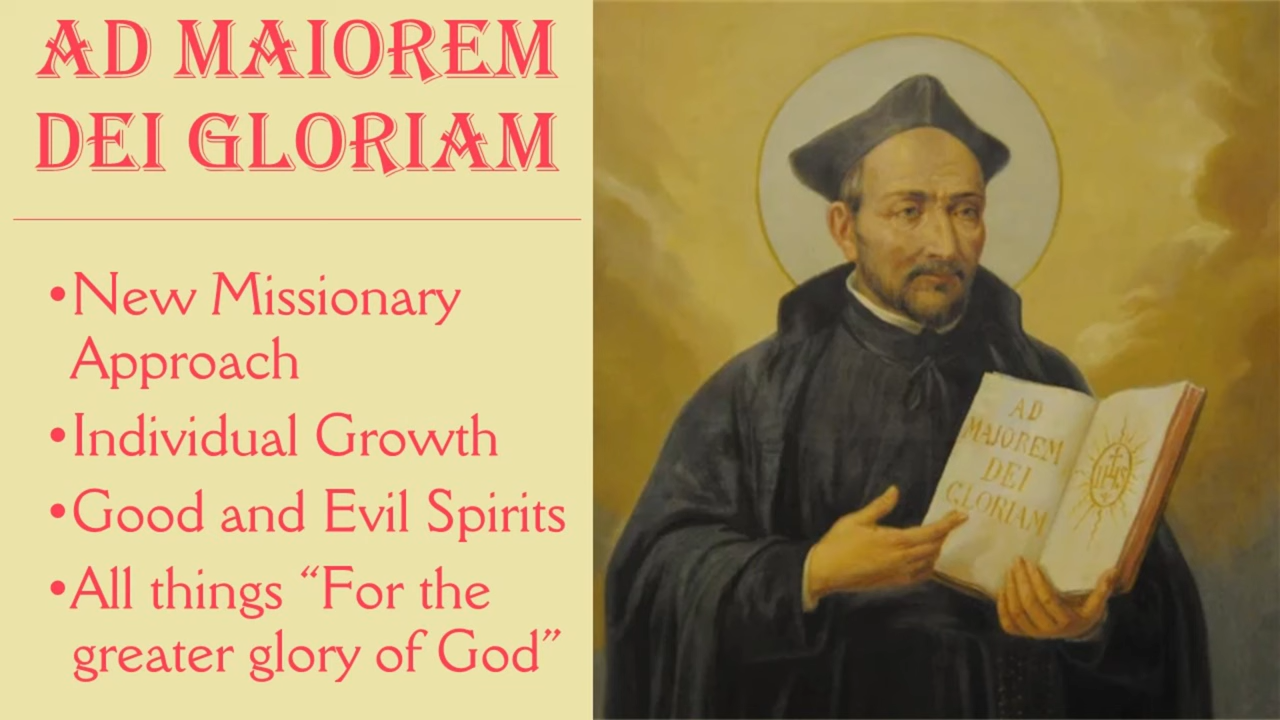 AD MAIOREM
DEI GLORIAM
•New Missionary
Approach
•Individual Growth
•Good and Evil Spirits
•All things “For the
greater glory of God”
AD
MAJOREM
DEI
GLORIAM
IHS